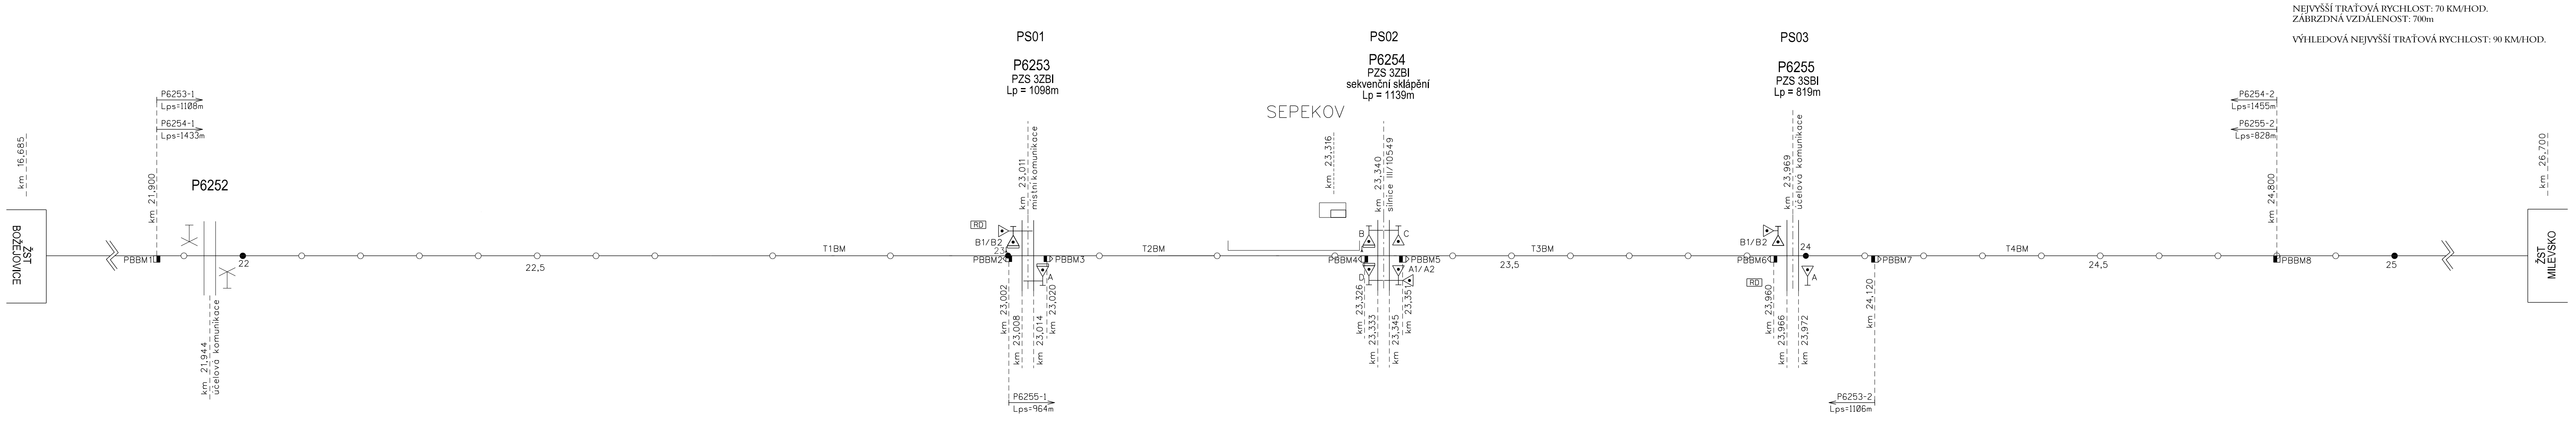 NEJVYŠŠÍ TRAŤOVÁ RYCHLOST: 70 KM/HOD.
ZÁBRZDNÁ VZDÁLENOST: 700m
VÝHLEDOVÁ NEJVYŠŠÍ TRAŤOVÁ RYCHLOST: 90 KM/HOD.
PS01
P6253
PZS 3ZBI
Lp = 1098m
PS02
P6254
PZS 3ZBI
sekvenční sklápění
Lp = 1139m
PS03
P6255
PZS 3SBI
Lp = 819m
P6253-1
Lps=1108m
P6254-1
Lps=1433m
P6254-2
Lps=1455m
P6255-2
Lps=828m
SEPEKOV
km 16,685
km 21,900
P6252
km 23,011
místní komunikace
km 23,316
km 23,340
silnice III/10549
km 23,969
účelová komunikace
km 24,800
km 26,700
ŽST
BOŽEJOVICE
PBBM1
22
22,5
T1BM
RD
B1/B2
23
PBBM2
PBBM3
A
T2BM
B
C
PBBM4
PBBM5
D
A1/A2
T3BM
23,5
B1/B2
24
PBBM6
RD
A
PBBM7
T4BM
24,5
PBBM8
25
ŽST
MILEVSKO
km 21,944
účelová komunikace
km 23,002
km 23,008
km 23,014
km 23,020
km 23,326
km 23,333
km 23,345
km 23,351
km 23,960
km 23,966
km 23,972
km 24,120
P6255-1
Lps=964m
P6253-2
Lps=1106m